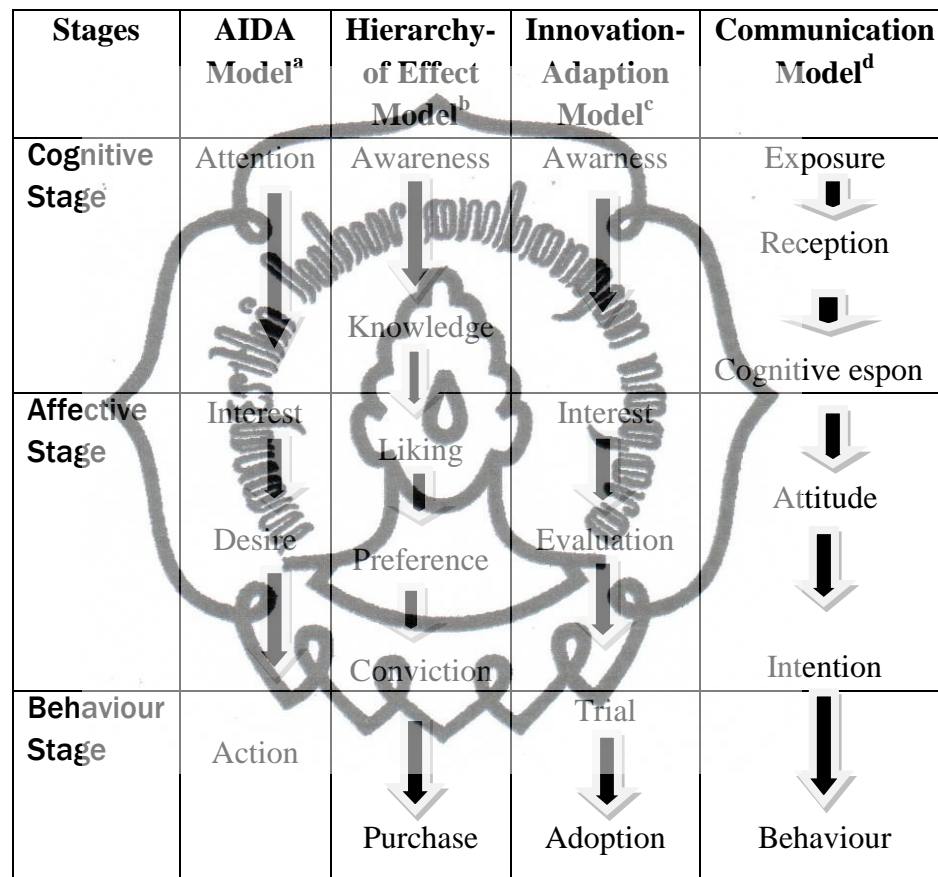 Stages
AIDA
Model^a
Hierarchy-
of Effect
Model^b
Innovation-
Adaption
Model^c
Communication
Model^d
Cognitive
Stage
Attention
Awareness
Knowledge
Awarness
Exposure
Reception
Cognitive espon
Affective
Stage
Interest
Desire
Liking
Preference
Conviction
Interest
Evaluation
Attitude
Intention
Behaviour
Stage
Action
Purchase
Trial
Adoption
Behaviour